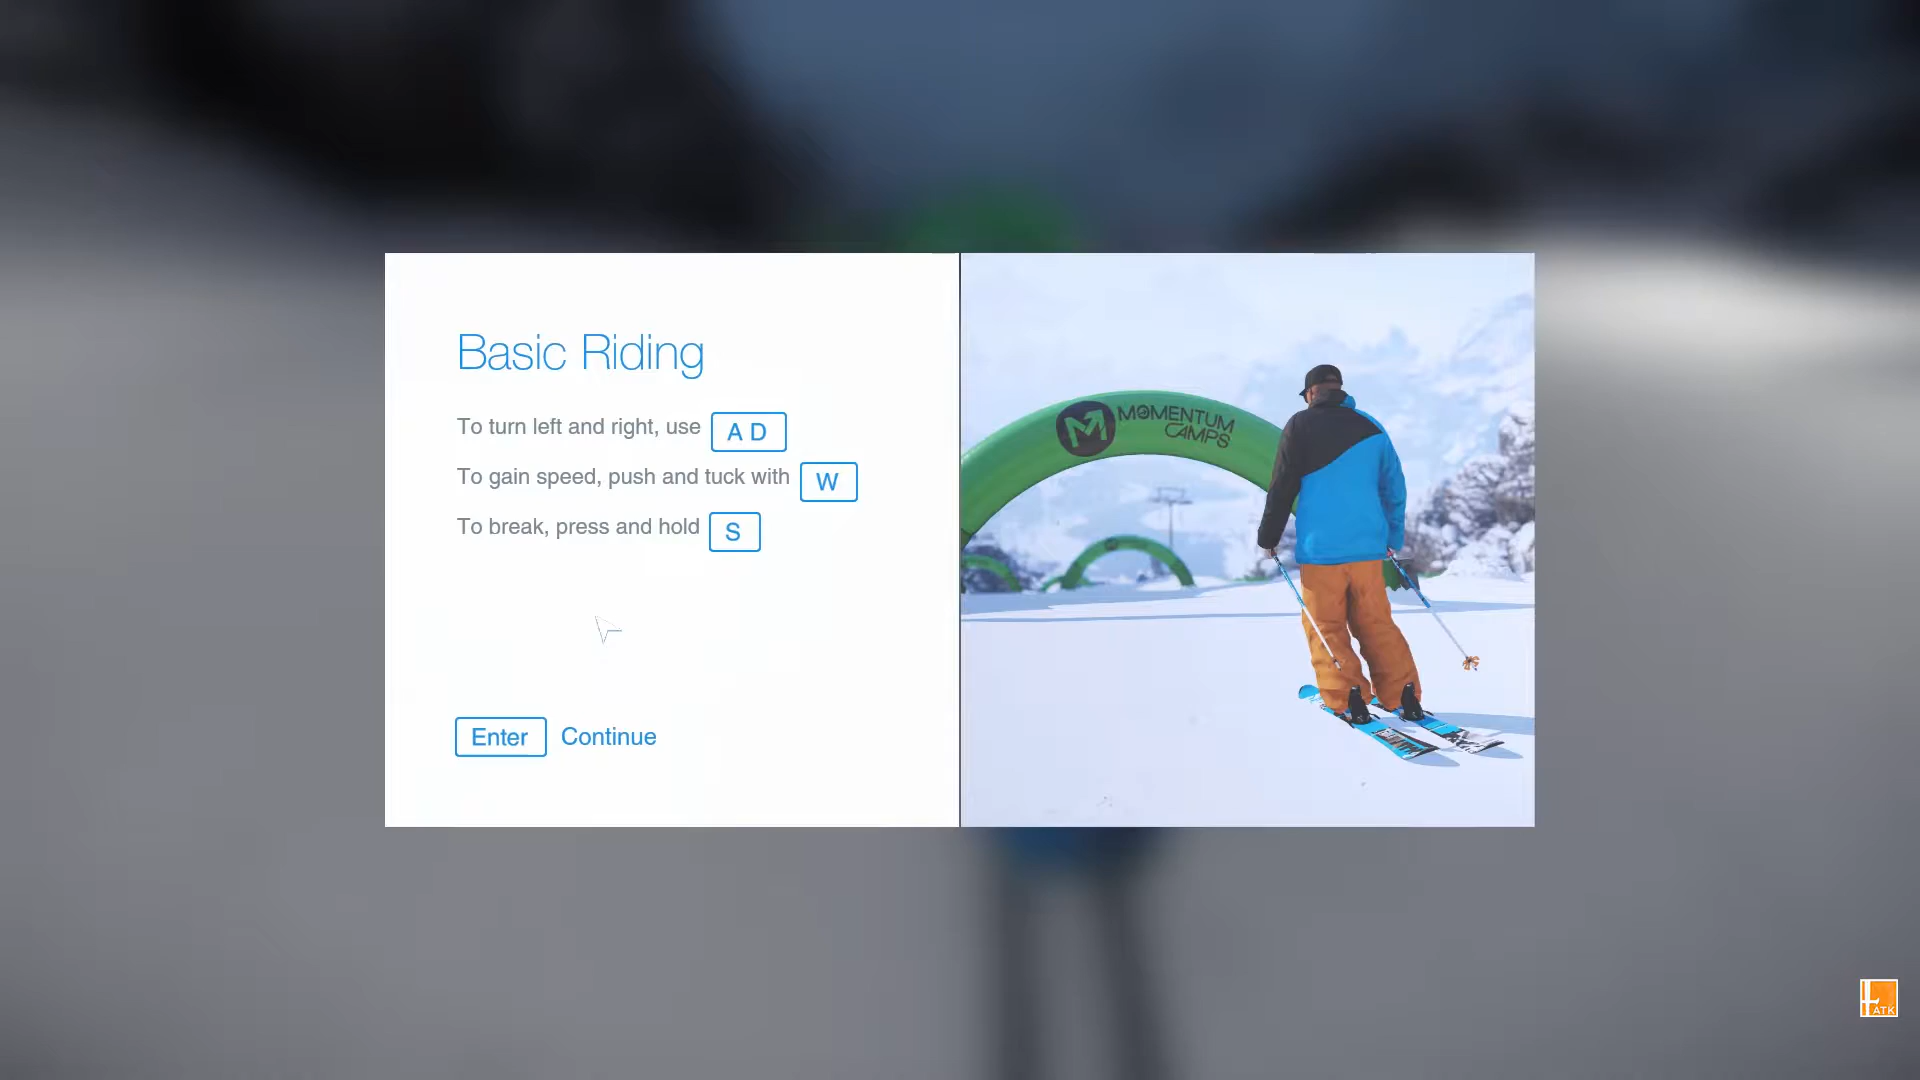 Basic Riding
To turn left and right, use A D
To gain speed, push and tuck with W
To break, press and hold S
Enter Continue
MOMENTUM
CAMPS
ATK